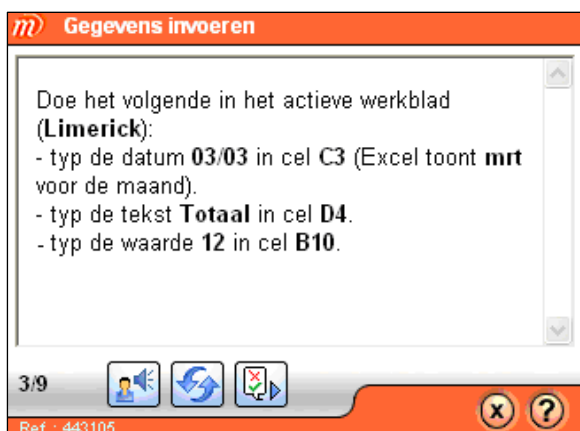 m Gegevens invoeren
Doe het volgende in het actieve werkblad
(Limerick):
- typ de datum 03/03 in cel C3 (Excel toont mrt
voor de maand).
- typ de tekst Totaal in cel D4.
- typ de waarde 12 in cel B10.
3/9
x ?
Ref : 443105